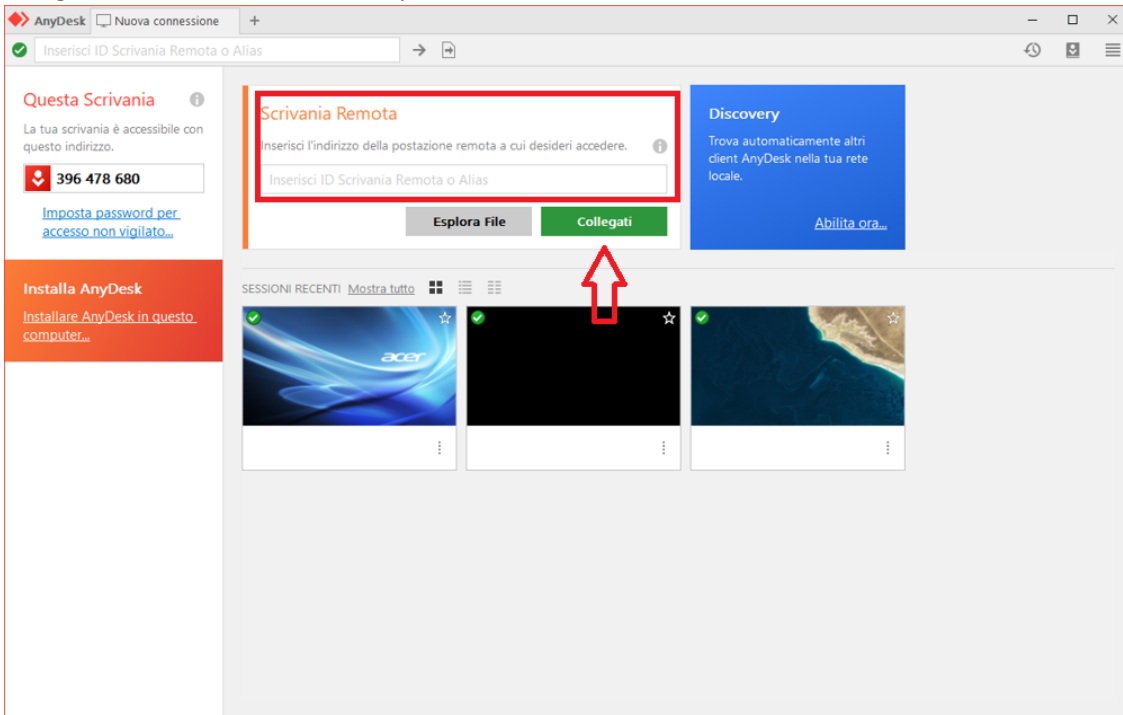 AnyDesk
Nuova connessione
+
Inserisci ID Scrivania Remota o Alias
Questa Scrivania
La tua scrivania è accessibile con
questo indirizzo.
396 478 680
Imposta password per
accesso non vigilato...
Installa AnyDesk
Installare AnyDesk in questo
computer...
Scrivania Remota
Inserisci l'indirizzo della postazione remota a cui desideri accedere.
Inserisci ID Scrivania Remota o Alias
Esplora File
Collegati
Discovery
Trova automaticamente altri
client AnyDesk nella tua rete
locale.
Abilita ora...
SESSIONI RECENTI Mostra tutto
acer